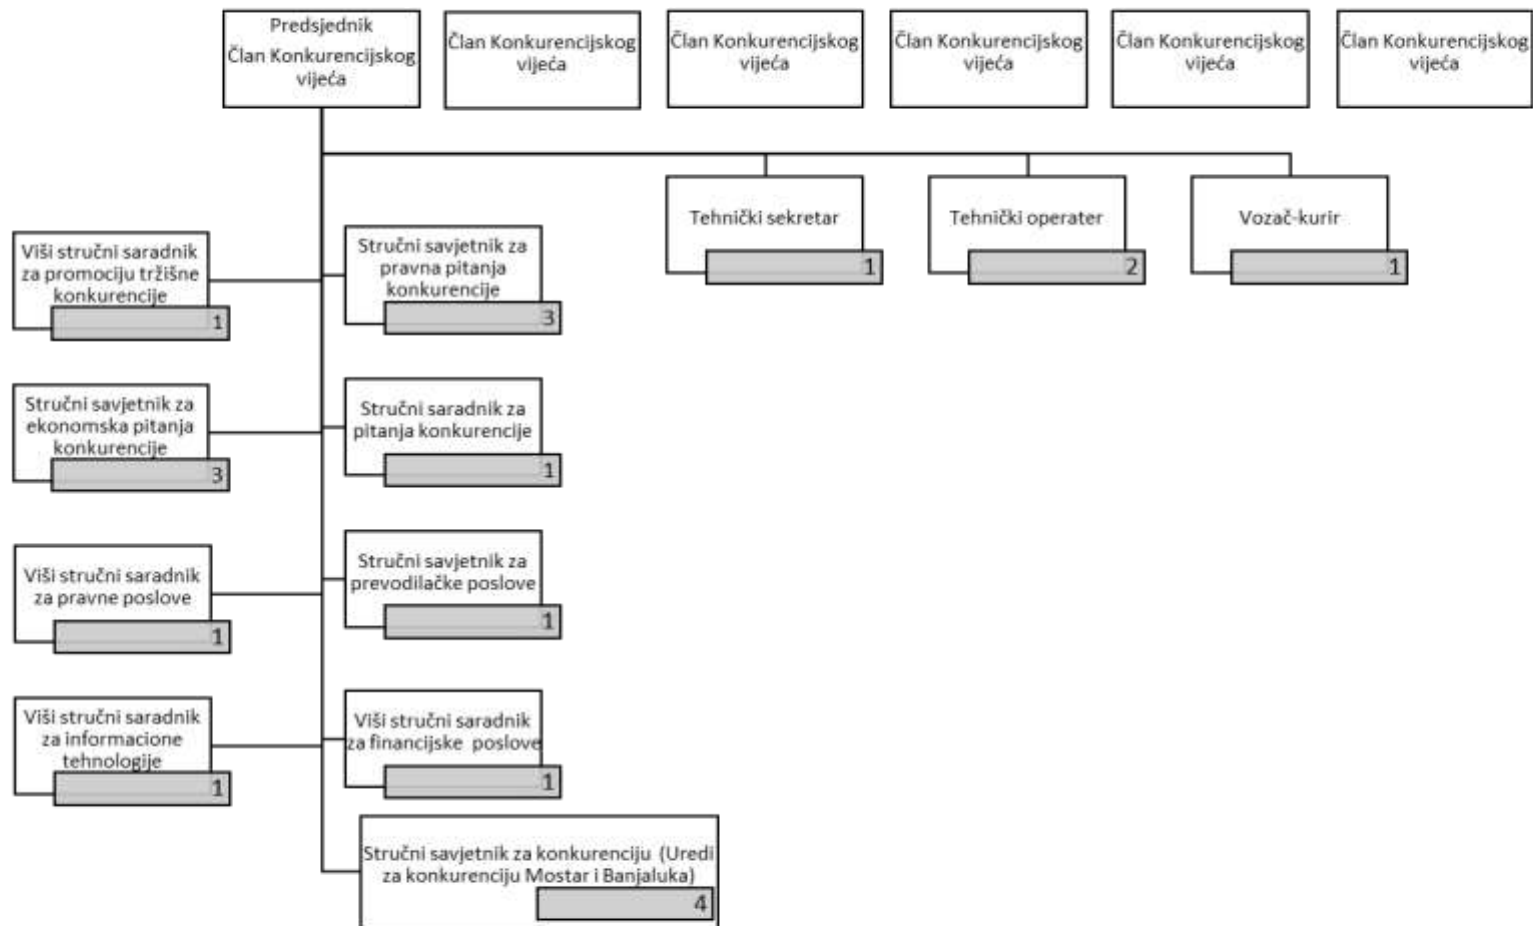 Predsjednik
Član Konkurencijskog
vijeća
Član Konkurencijskog
vijeća
Član Konkurencijskog
vijeća
Član Konkurencijskog
vijeća
Član Konkurencijskog
vijeća
Član Konkurencijskog
vijeća
Tehnički sekretar
1
Tehnički operater
2
Vozač-kurir
1
Viši stručni saradnik
za promociju tržišne
konkurencije
1
Stručni savjetnik za
pravna pitanja
konkurencije
3
Stručni savjetnik za
ekonomska pitanja
konkurencije
3
Stručni saradnik za
pitanja konkurencije
1
Viši stručni saradnik
za pravne poslove
1
Stručni savjetnik za
prevodilačke poslove
1
Viši stručni saradnik
za informacione
tehnologije
1
Viši stručni saradnik
za financijske poslove
1
Stručni savjetnik za konkurenciju (Uredi
za konkurenciju Mostar i Banjaluka)
4